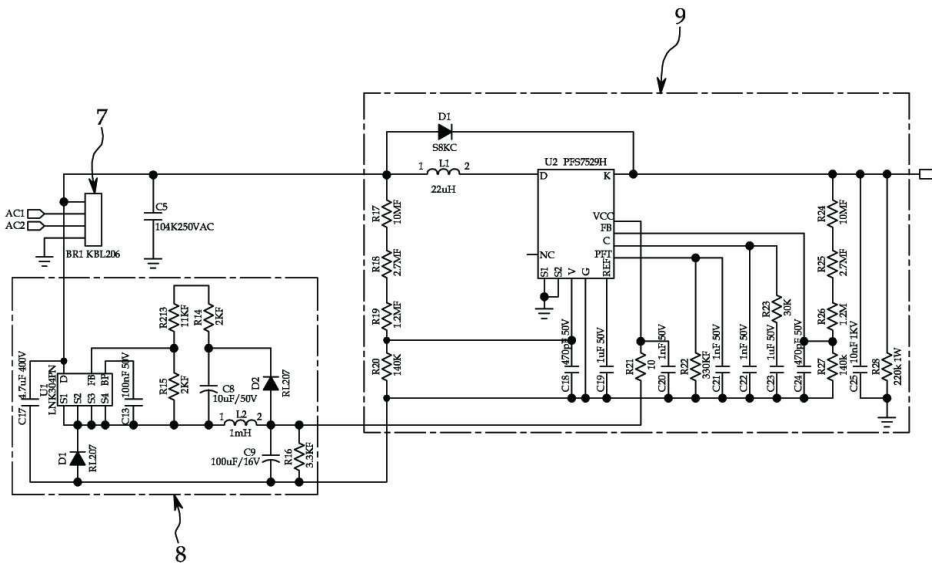 9
7
D1
S8KC
1 L1 2
22uH
U2 PFS7529H
D
K
VCC
FB
C
PFT
REF
NC
S1
S2
V
G
AC1
AC2
BR1 KBL206
C5
104K250VAC
R17
10MF
R18
2.7MF
R19
1.2MF
R20
140K
C18
470pF 50V
C19
1uF 50V
R21
10
C20
1nF 50V
R22
330KF
C21
1nF 50V
C22
1nF 50V
R23
30K
C23
1uF 50V
C24
470pF 50V
R24
10MF
R25
2.7MF
R26
1.2M
R27
140k
C25
10nF 1KV
R28
220k 1W
C17
4.7uF 400V
U1
LNK304PN
D
FB
BP
S1
S2
S3
S4
C13
100nF 50V
R213
11KF
R14
2KF
R15
2KF
C8
10uF/50V
D2
RL207
1 L2 2
1mH
D1
RL207
C9
100uF/16V
R16
3.3KF
8